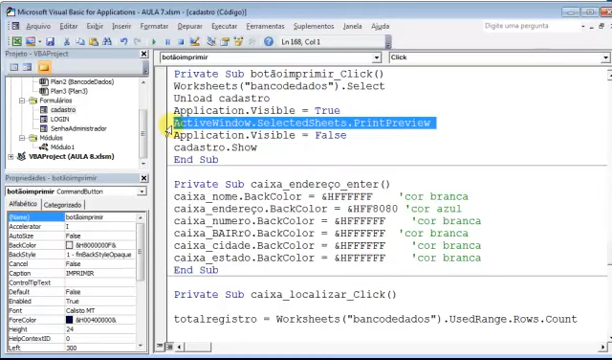 Microsoft Visual Basic for Applications - AULA 7.xlsm - [cadastro (Código)]
Arquivo Editar Exibir Inserir Formatar Depurar Executar Ferramentas Suplementos Janela Ajuda
Digite uma pergunta
Ln 168, Col 1
Projeto - VBAProject
Plan2 (BancodeDados)
Plan3 (Plan3)
Formulários
cadastro
LOGIN
SenhaAdminstrador
Módulos
Módulo1
VBAProject (AULA 8.xlsm)
Propriedades - botãoimprimir
botãoimprimir CommandButton
Alfabético Categorizado
(Name) botãoimprimir
Accelerator I
AutoSize False
BackColor &H8000000F&
BackStyle 1 - fmBackStyleOpaque
Cancel False
Caption IMPRIMIR
ControlTipText
Default False
Enabled True
Font Calisto MT
ForeColor &H00400000&
Height 24
HelpContextID 0
Left 300
botãoimprimir Click
Private Sub botãoimprimir_Click()
Worksheets("bancodedados").Select
Unload cadastro
Application.Visible = True
ActiveWindow.SelectedSheets.PrintPreview
Application.Visible = False
cadastro.Show
End Sub
Private Sub caixa_endereço_enter()
caixa_nome.BackColor = &HFFFFFF 'cor branca
caixa_endereço.BackColor = &HFF8080 'cor azul
caixa_numero.BackColor = &HFFFFFF 'cor branca
caixa_BAIRrO.BackColor = &HFFFFFF 'cor branca
caixa_cidade.BackColor = &HFFFFFF 'cor branca
caixa_estado.BackColor = &HFFFFFF 'cor branca
End Sub
Private Sub caixa_localizar_Click()
totalregistro = Worksheets("bancodedados").UsedRange.Rows.Count